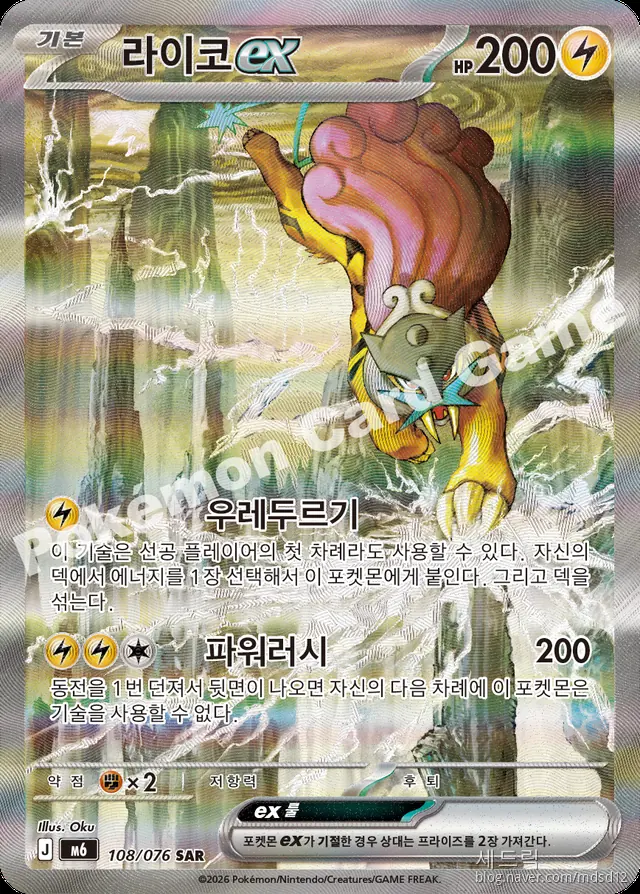 기본 라이코 ex HP 200
우레두르기
이 기술은 선공 플레이어의 첫 차례라도 사용할 수 있다. 자신의
덱에서 에너지를 1장 선택해서 이 포켓몬에게 붙인다. 그리고 덱을
섞는다.
파워러시 200
동전을 1번 던져서 뒷면이 나오면 자신의 다음 차례에 이 포켓몬은
기술을 사용할 수 없다.
약점 ×2 저항력 후퇴
ex 룰
포켓몬 ex가 기절한 경우 상대는 프라이즈를 2장 가져간다.
Illus. Oku
J M6 108/076 SAR
©2026 Pokémon/Nintendo/Creatures/GAME FREAK.
Pokémon Card Game
세드릭
blog.naver.com/mdsd12